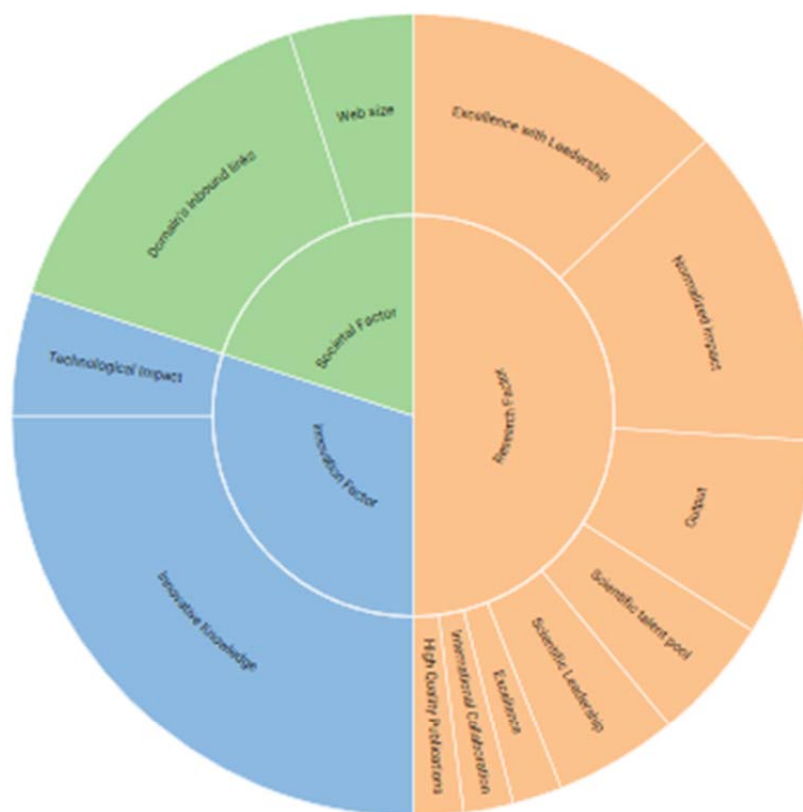 Web size
Domain's inbound links
Societal Factor
Technological Impact
Innovation Factor
Innovative Knowledge
Excellence with Leadership
Normalized Impact
Research Factor
Output
Scientific talent pool
Scientific Leadership
Excellence
International Collaboration
High Quality Publications